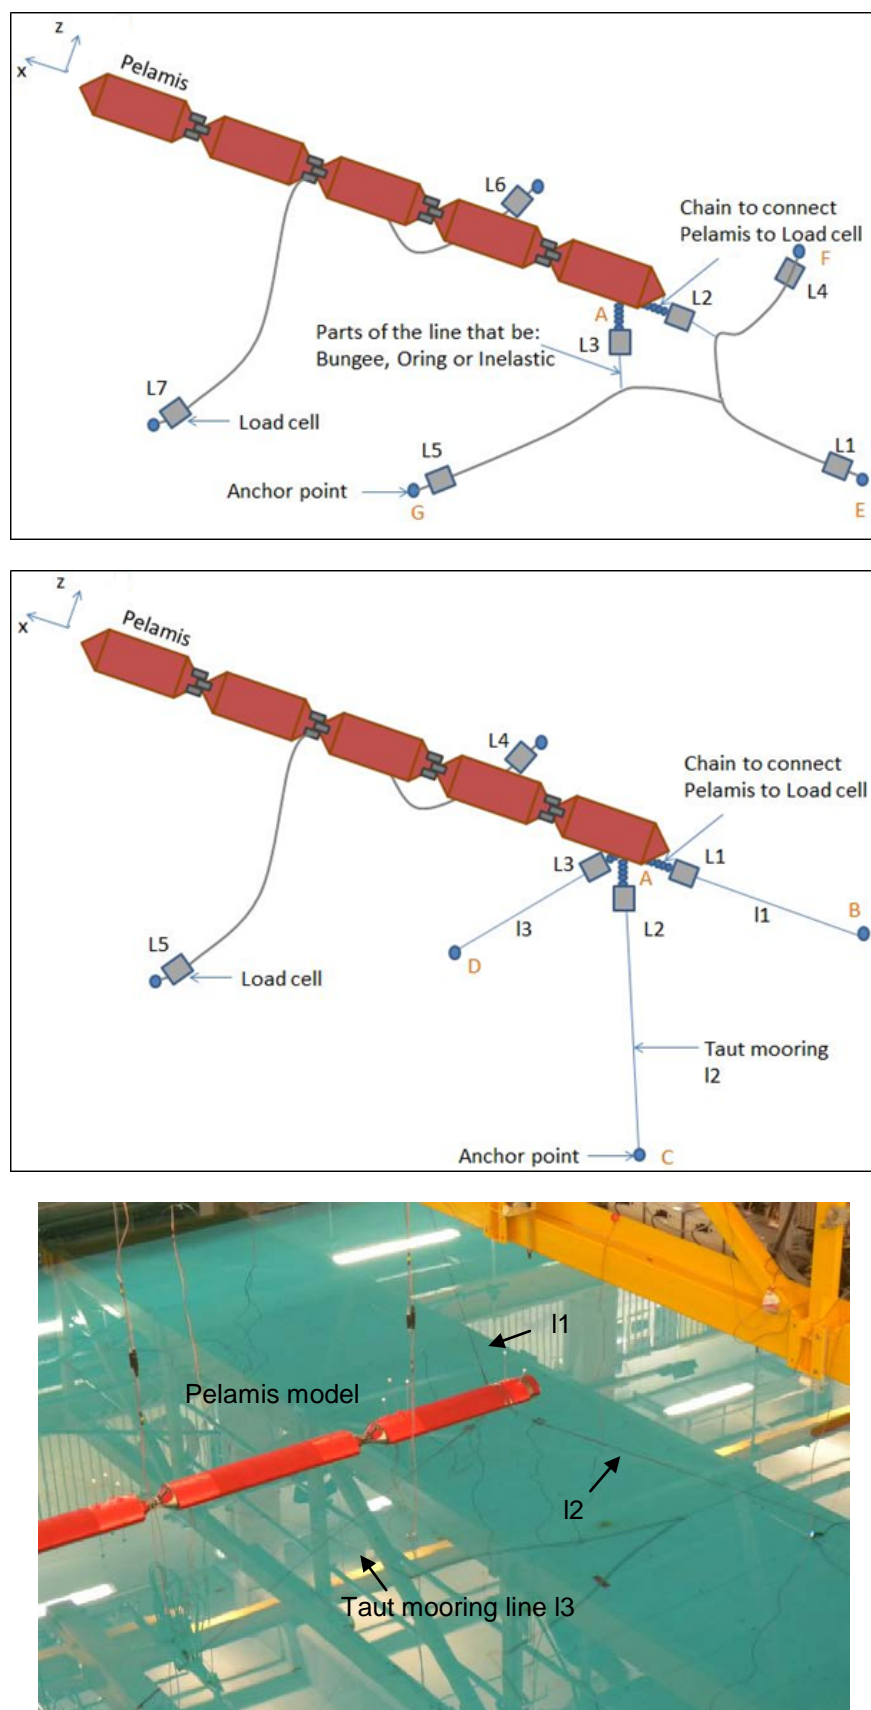 z
x
Pelamis
L6
Chain to connect
Pelamis to Load cell
F
L2
L4
A
Parts of the line that be:
Bungee, Oring or Inelastic
L3
L7
Load cell
L5
L1
Anchor point
G
E
z
x
Pelamis
L4
Chain to connect
Pelamis to Load cell
L3
L1
A
B
l1
l3
L2
L5
D
Load cell
Taut mooring
l2
Anchor point
C
l1
Pelamis model
l2
Taut mooring line l3